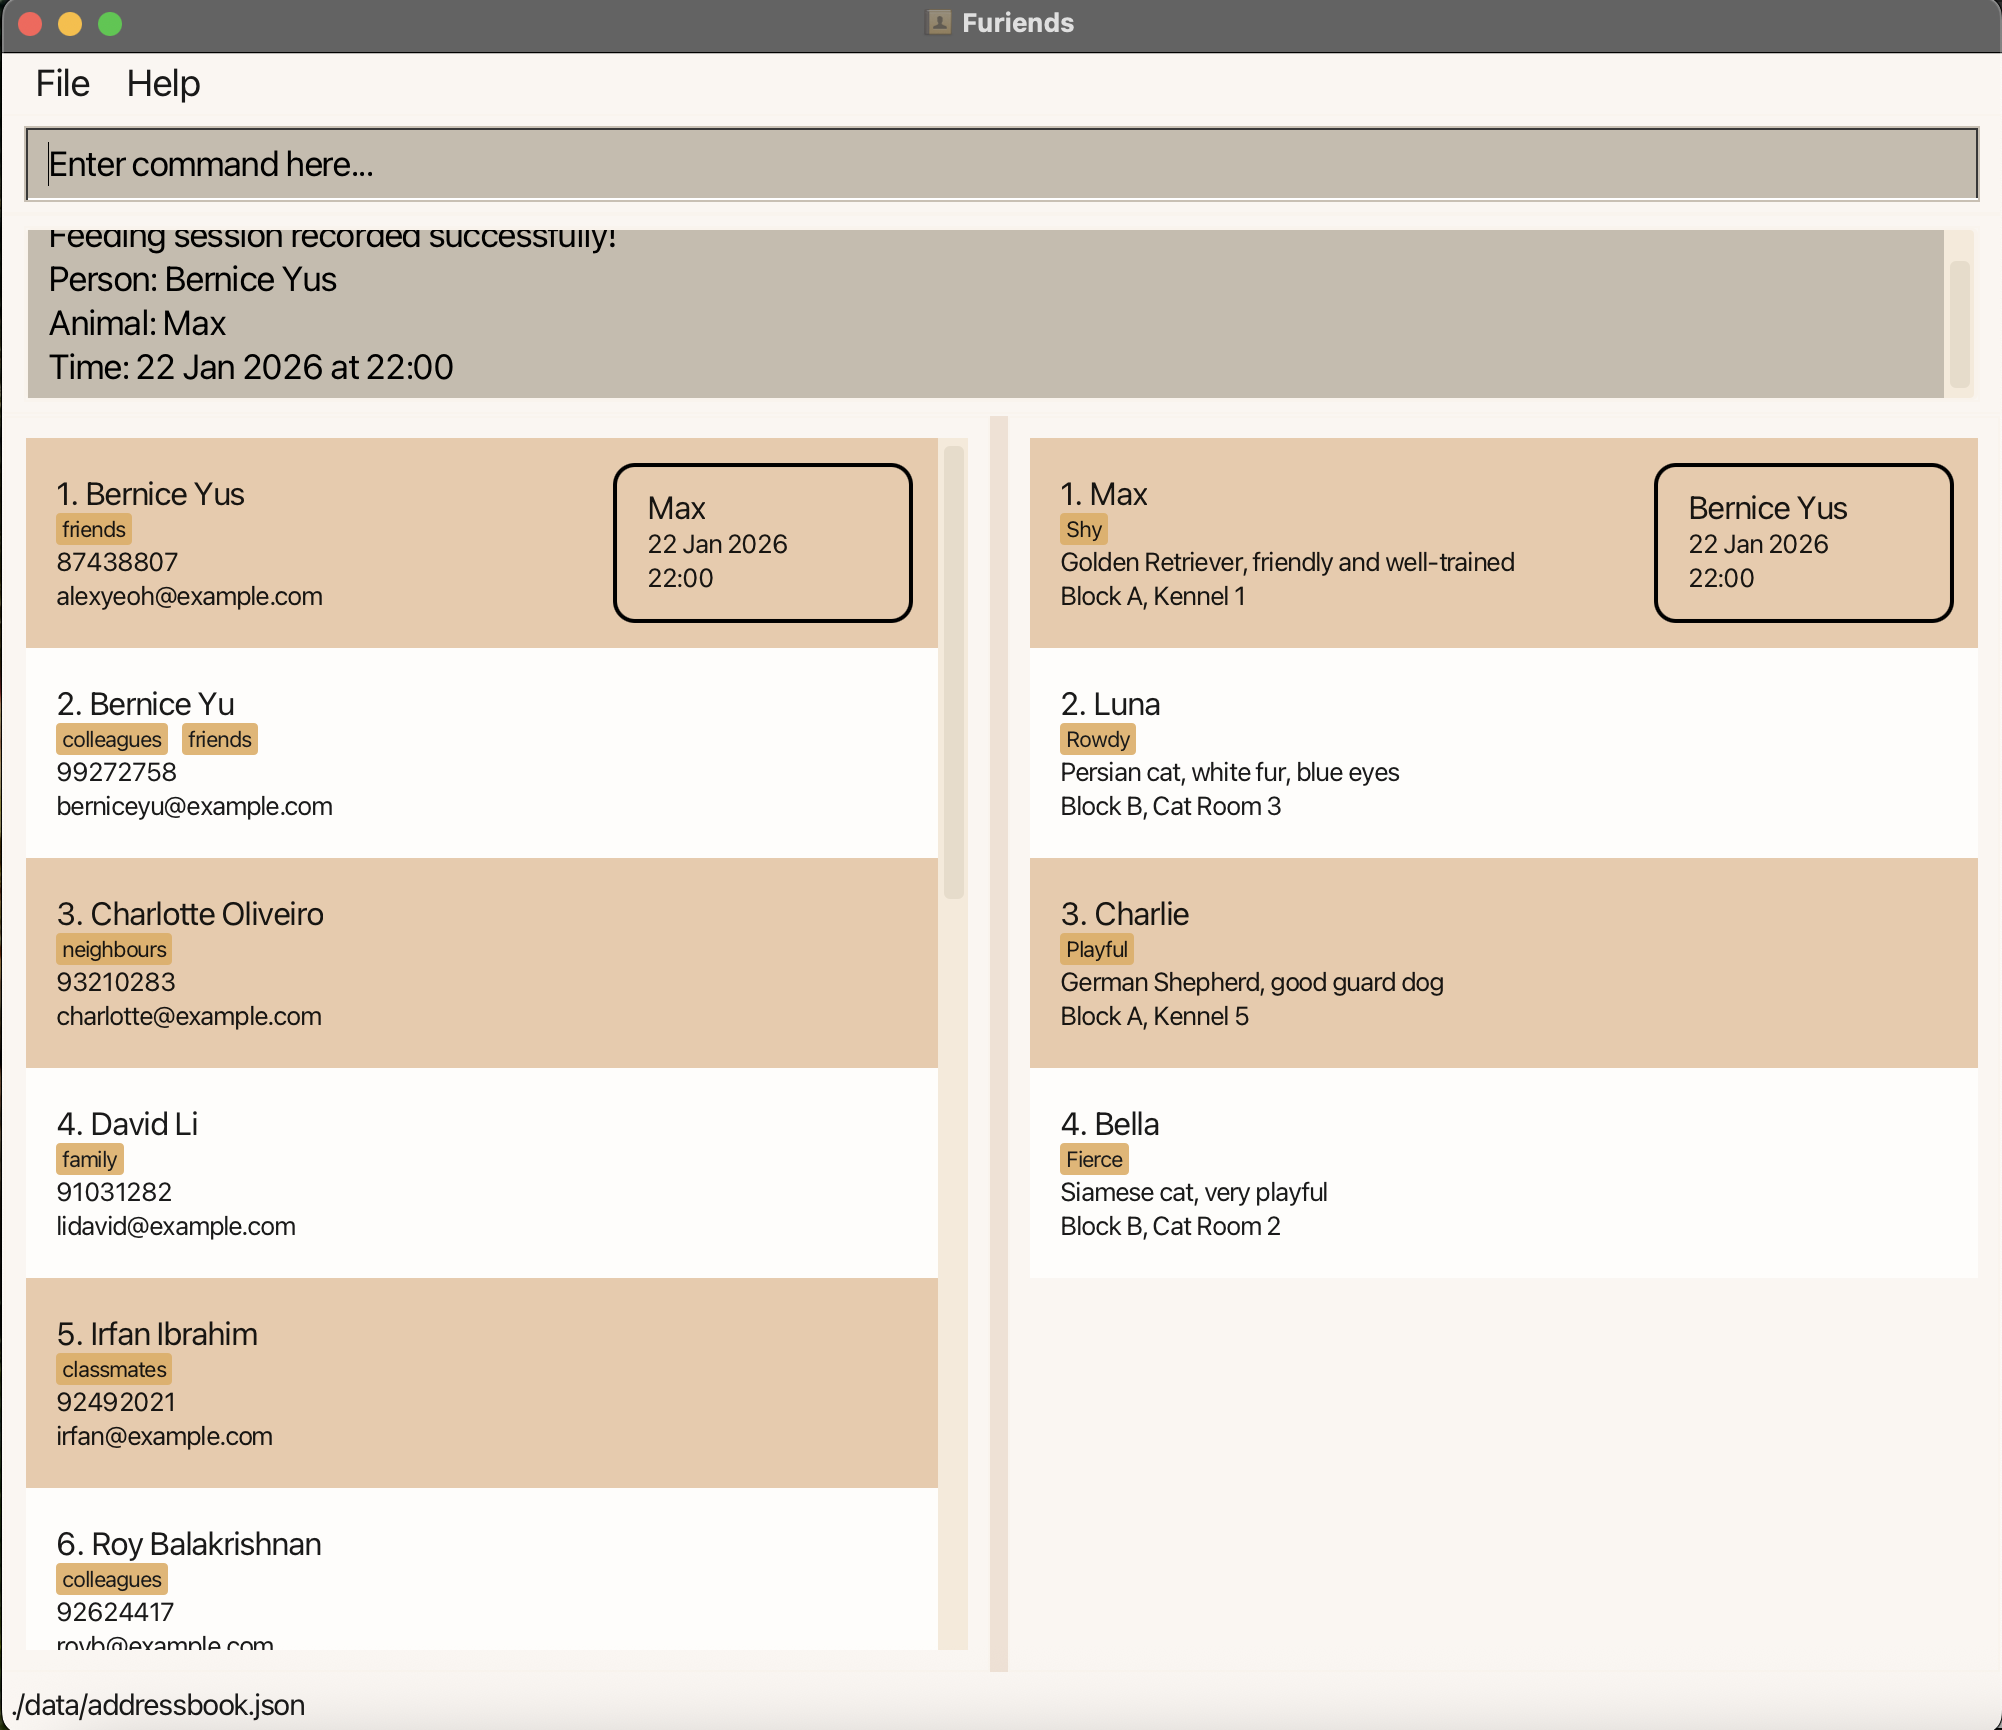 Furiends
File Help
Enter command here...
Feeding session recorded successfully!
Person: Bernice Yus
Animal: Max
Time: 22 Jan 2026 at 22:00
1. Bernice Yus
friends
87438807
alexyeoh@example.com
Max
22 Jan 2026
22:00
2. Bernice Yu
colleagues friends
99272758
berniceyu@example.com
3. Charlotte Oliveiro
neighbours
93210283
charlotte@example.com
4. David Li
family
91031282
lidavid@example.com
5. Irfan Ibrahim
classmates
92492021
irfan@example.com
6. Roy Balakrishnan
colleagues
92624417
royb@example.com
1. Max
Shy
Golden Retriever, friendly and well-trained
Block A, Kennel 1
Bernice Yus
22 Jan 2026
22:00
2. Luna
Rowdy
Persian cat, white fur, blue eyes
Block B, Cat Room 3
3. Charlie
Playful
German Shepherd, good guard dog
Block A, Kennel 5
4. Bella
Fierce
Siamese cat, very playful
Block B, Cat Room 2
./data/addressbook.json